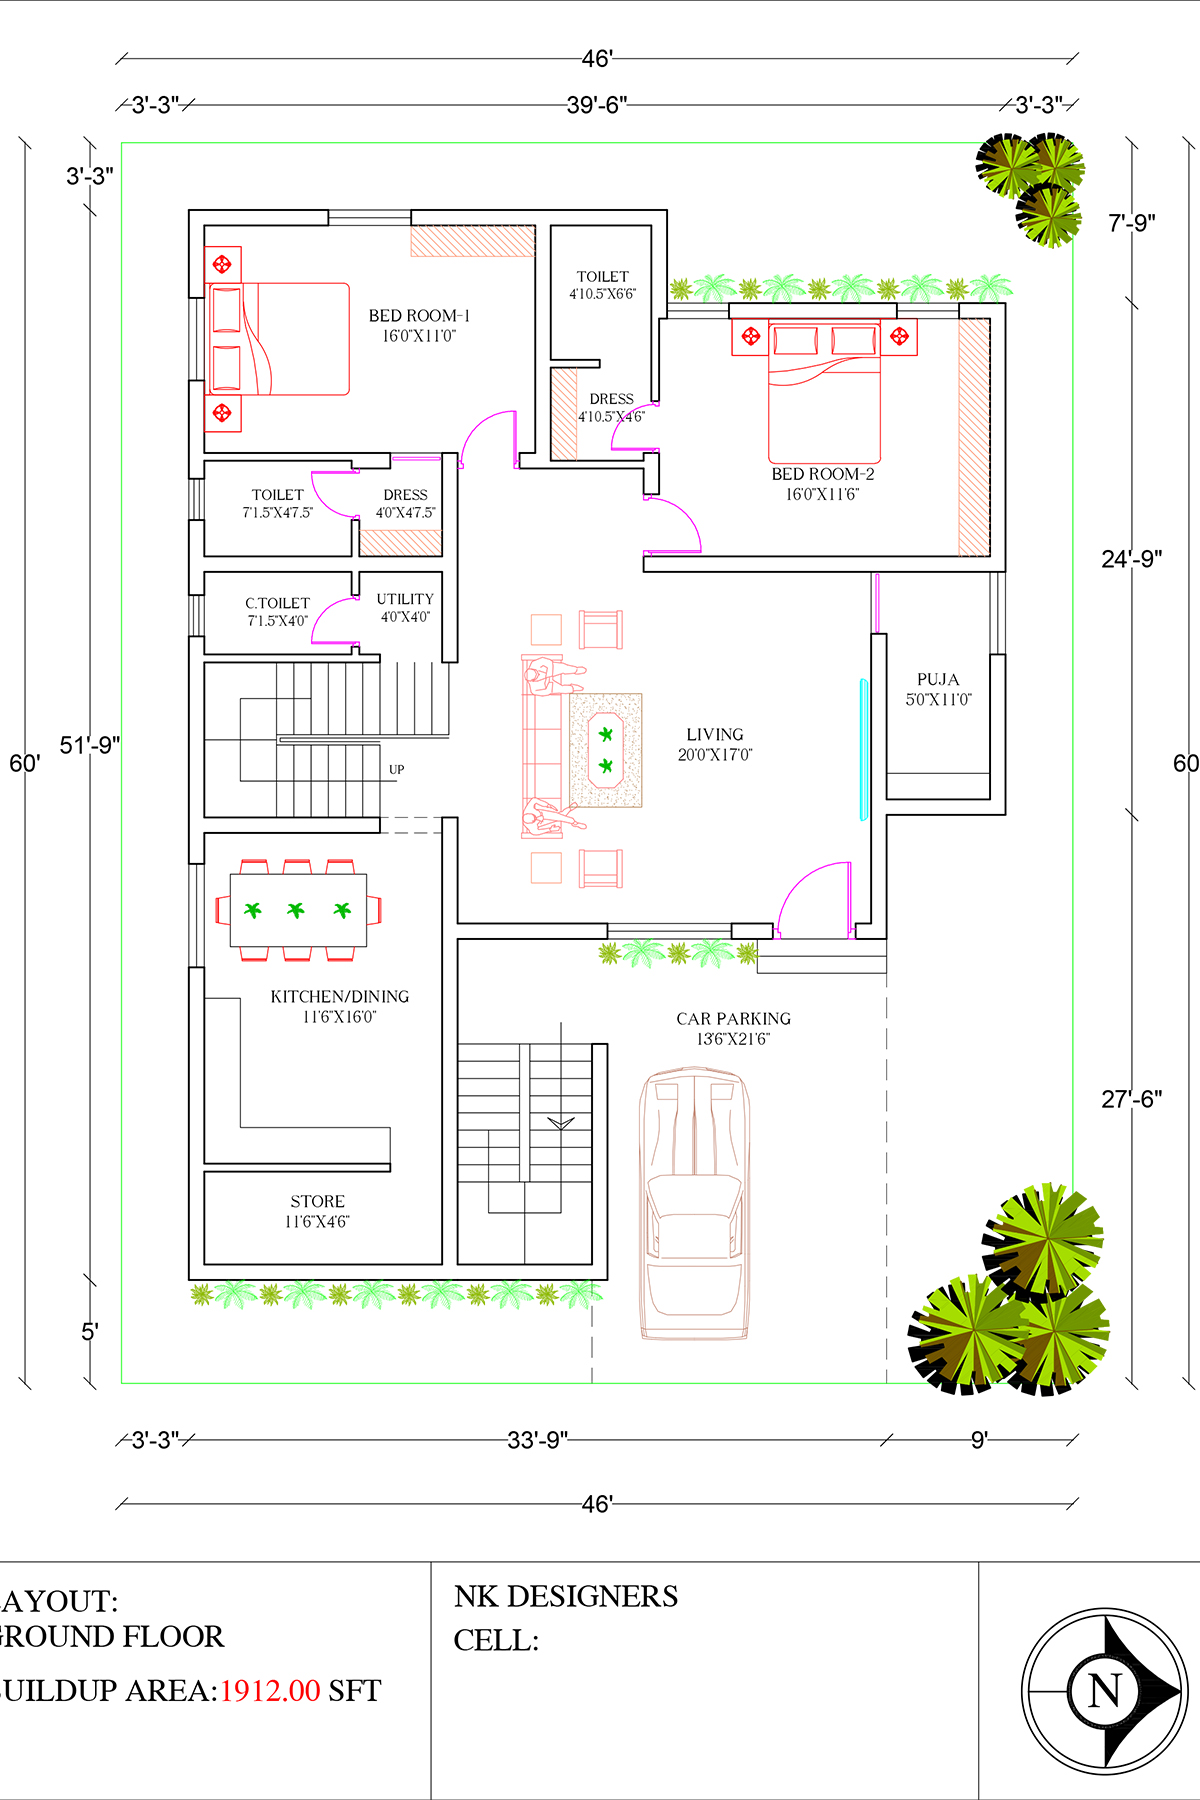 46'
3'-3"
39'-6"
3'-3"
3'-3"
7'-9"
TOILET
4'10.5"X6'6"
BED ROOM-1
16'0"X11'0"
DRESS
4'10.5"X4'6"
BED ROOM-2
16'0"X11'6"
TOILET
7'1.5"X4'7.5"
DRESS
4'0"X4'7.5"
24'-9"
C.TOILET
7'1.5"X4'0"
UTILITY
4'0"X4'0"
PUJA
5'0"X11'0"
LIVING
20'0"X17'0"
51'-9"
60'
60
UP
KITCHEN/DINING
11'6"X16'0"
CAR PARKING
13'6"X21'6"
27'-6"
STORE
11'6"X4'6"
5'
3'-3"
33'-9"
9'
46'
AYOUT:
GROUND FLOOR
BUILDUP AREA:1912.00 SFT
NK DESIGNERS
CELL:
N